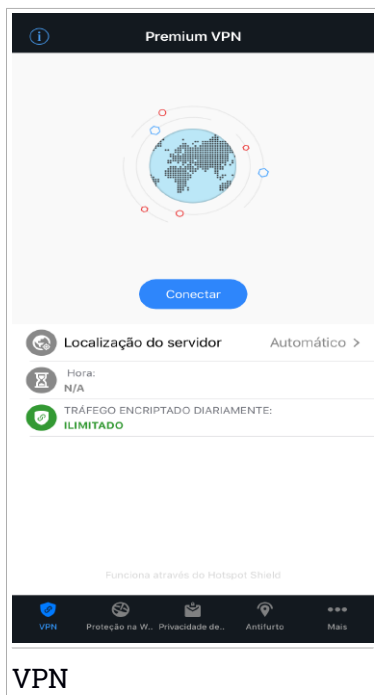 Premium VPN
Conectar
Localização do servidor Automático >
Hora:
N/A
TRÁFEGO ENCRIPTADO DIARIAMENTE:
ILIMITADO
Funciona através do Hotspot Shield
VPN Proteção na W... Privacidade de... Antifurto Mais
VPN